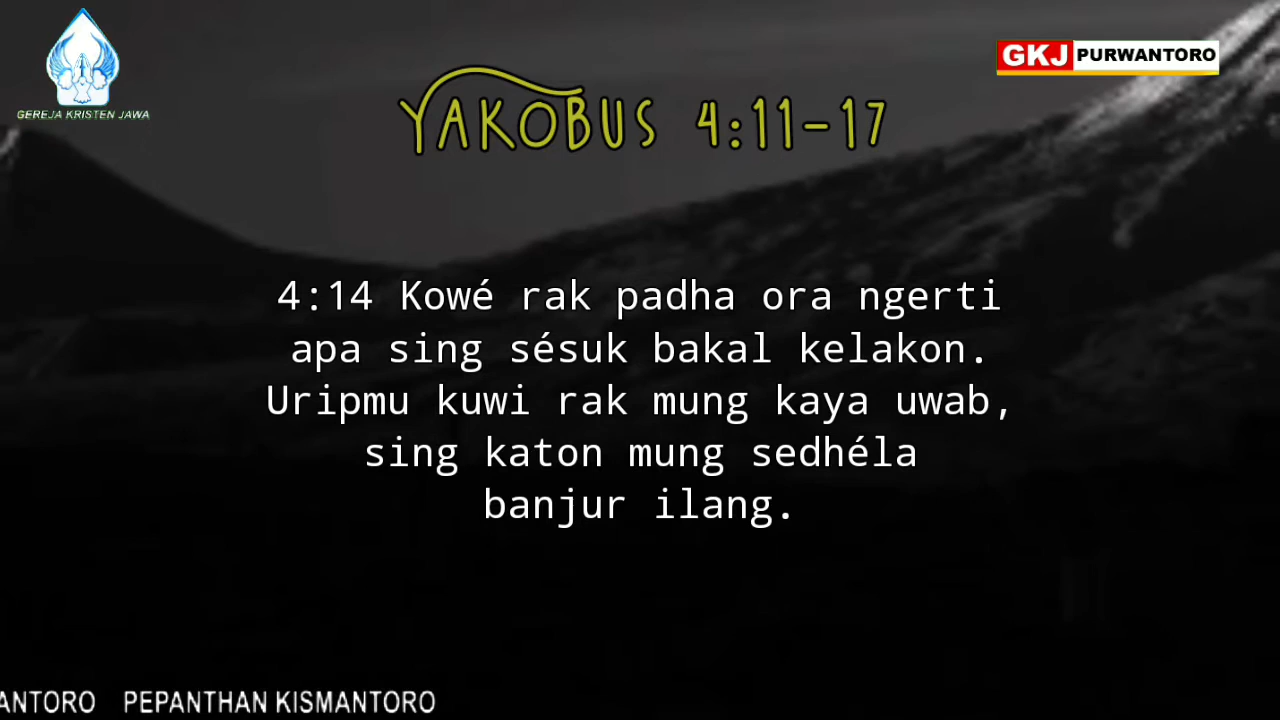 GEREJA KRISTEN JAWA
GKJ PURWANTORO
YAKOBUS 4:11-17
4:14 Kowé rak padha ora ngerti
apa sing sésuk bakal kelakon.
Uripmu kuwi rak mung kaya uwab,
sing katon mung sedhéla
banjur ilang.
ANTORO PEPANTHAN KISMANTORO